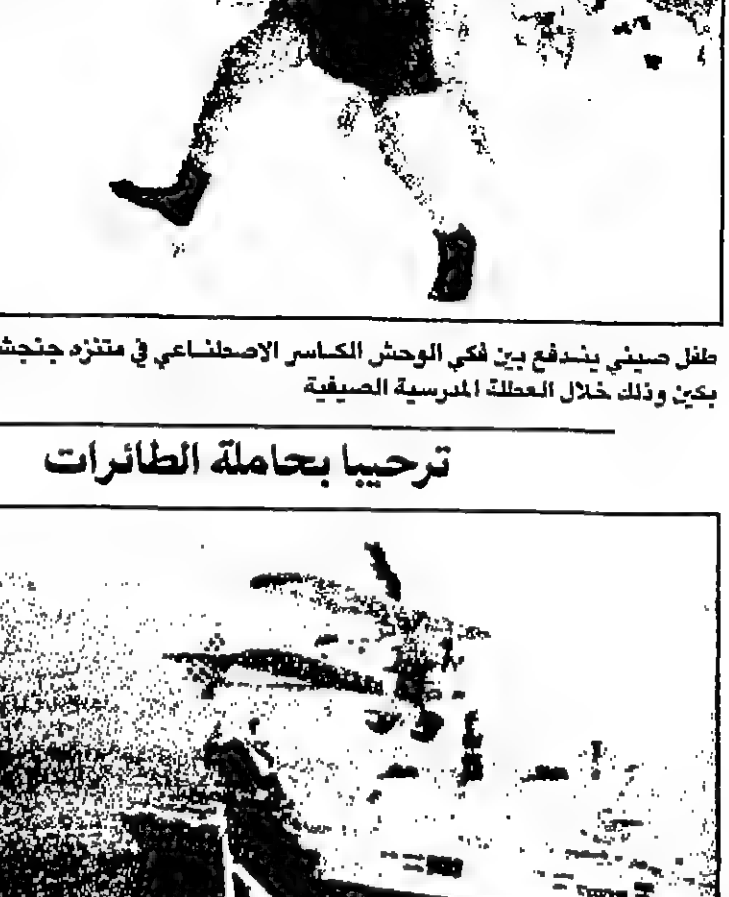 طفل صيني يندفع بين فكي الوحش الكاسر الاصطناعي في متنزه جنجشا
بكين وذلك خلال العطلة المدرسية الصيفية
ترحيبا بحاملة الطائرات